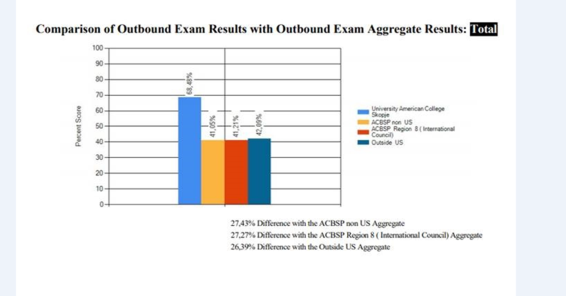 Comparison of Outbound Exam Results with Outbound Exam Aggregate Results: Total
100
90
80
70
60
50
40
30
20
10
0
Percent Score
68,48%
41,05%
41,21%
42,09%
University American College
Skopje
ACBSP non US
ACBSP Region 8 ( International
Council)
Outside US
27,43% Difference with the ACBSP non US Aggregate
27,27% Difference with the ACBSP Region 8 ( International Council) Aggregate
26,39% Difference with the Outside US Aggregate